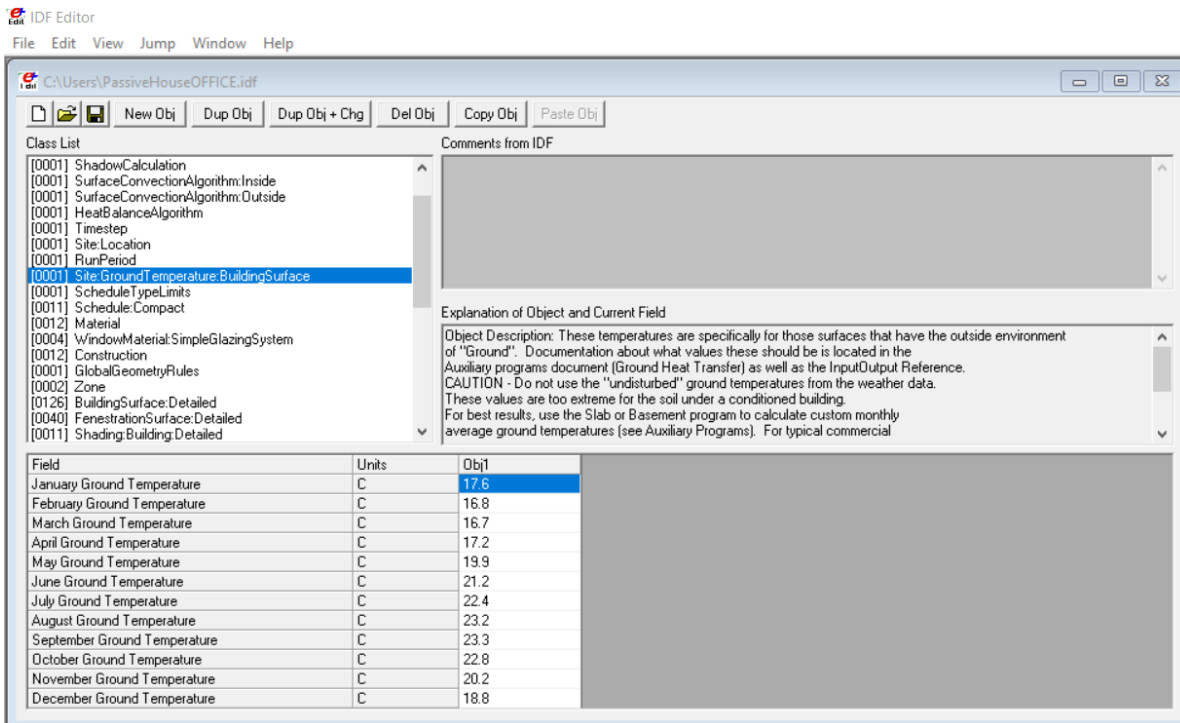 IDF Editor
File Edit View Jump Window Help
C:\Users\PassiveHouseOFFICE.idf
New Obj Dup Obj Dup Obj + Chg Del Obj Copy Obj Paste Obj
Class List
[0001] ShadowCalculation
[0001] SurfaceConvectionAlgorithm:Inside
[0001] SurfaceConvectionAlgorithm:Outside
[0001] HeatBalanceAlgorithm
[0001] Timestep
[0001] Site:Location
[0001] RunPeriod
[0001] Site:GroundTemperature:BuildingSurface
[0001] ScheduleTypeLimits
[0011] Schedule:Compact
[0012] Material
[0004] WindowMaterial:SimpleGlazingSystem
[0012] Construction
[0001] GlobalGeometryRules
[0002] Zone
[0126] BuildingSurface:Detailed
[0040] FenestrationSurface:Detailed
[0011] Shading:Building:Detailed
Comments from IDF
Explanation of Object and Current Field
Object Description: These temperatures are specifically for those surfaces that have the outside environment
of "Ground". Documentation about what values these should be is located in the
Auxiliary programs document (Ground Heat Transfer) as well as the InputOutput Reference.
CAUTION - Do not use the "undisturbed" ground temperatures from the weather data.
These values are too extreme for the soil under a conditioned building.
For best results, use the Slab or Basement program to calculate custom monthly
average ground temperatures (see Auxiliary Programs). For typical commercial
Field Units Obj1
January Ground Temperature C 17.6
February Ground Temperature C 16.8
March Ground Temperature C 16.7
April Ground Temperature C 17.2
May Ground Temperature C 19.9
June Ground Temperature C 21.2
July Ground Temperature C 22.4
August Ground Temperature C 23.2
September Ground Temperature C 23.3
October Ground Temperature C 22.8
November Ground Temperature C 20.2
December Ground Temperature C 18.8